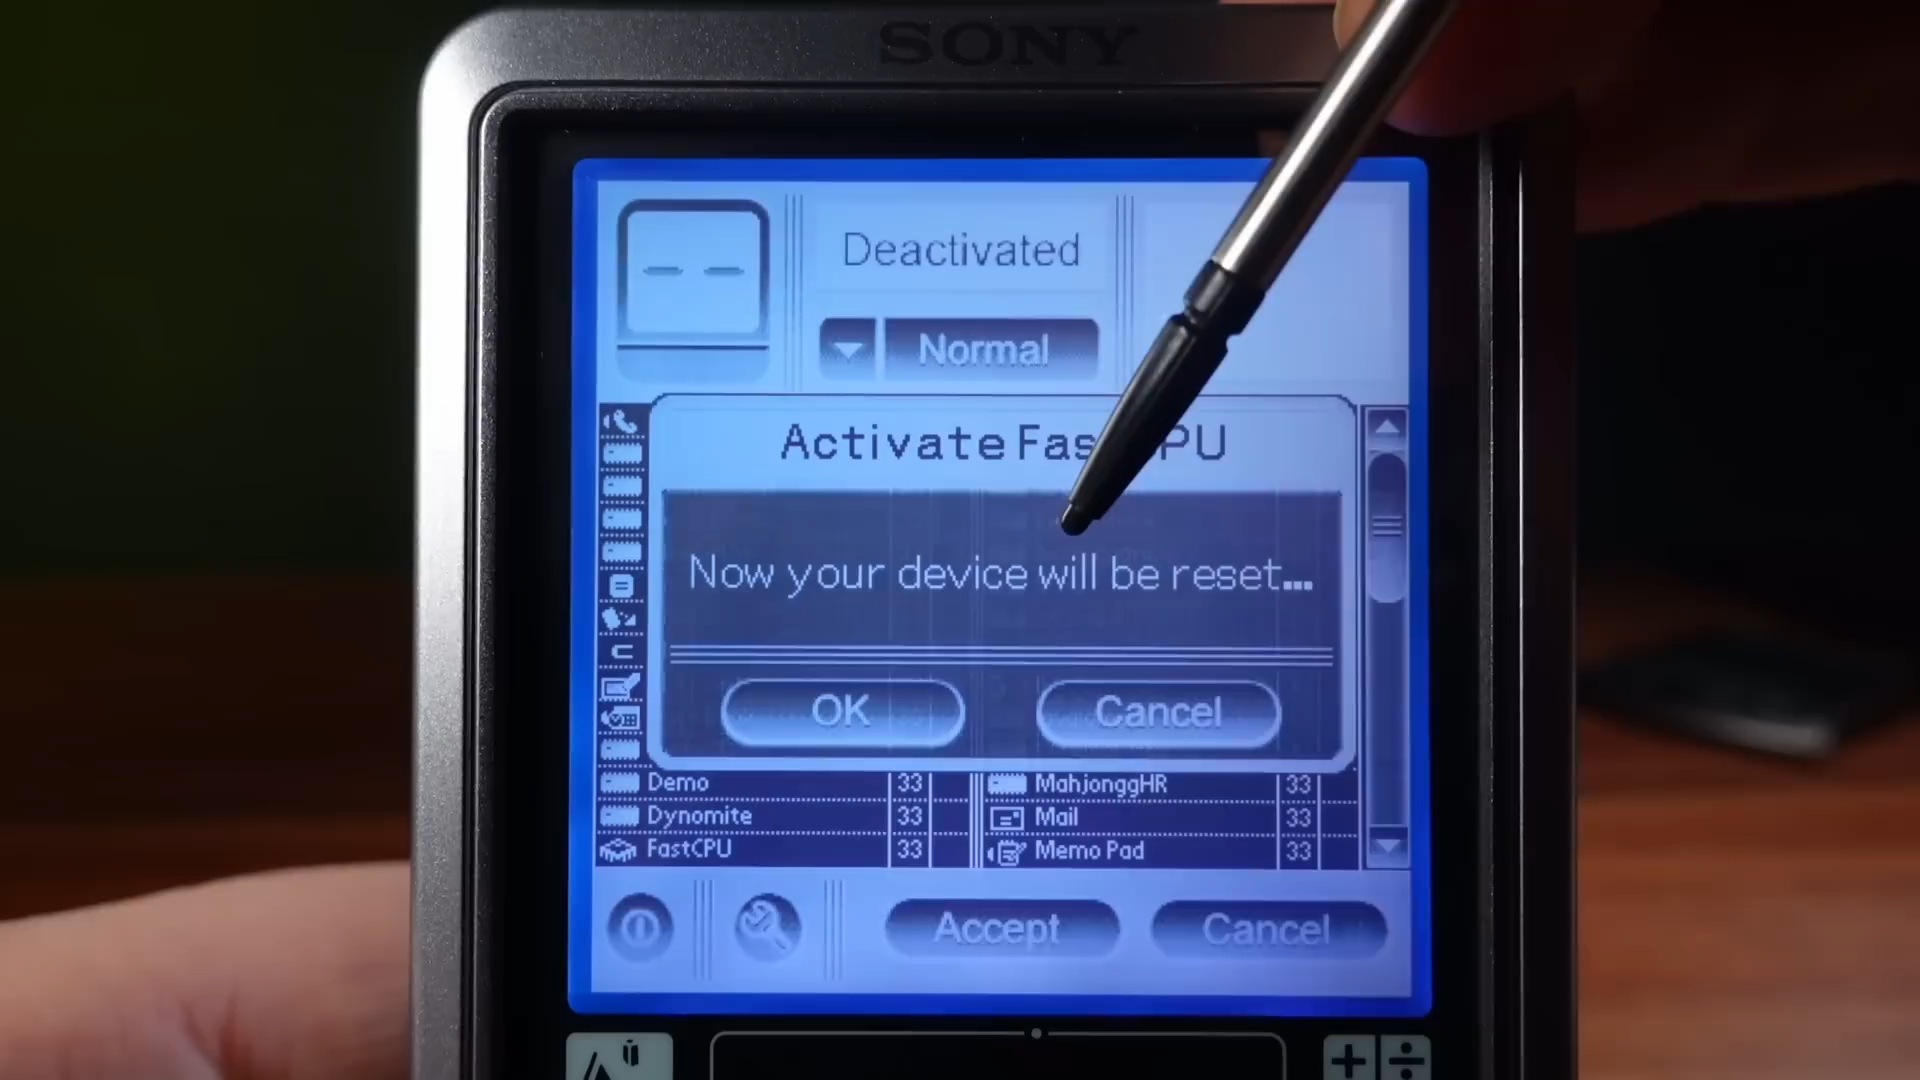 SONY
Deactivated
Normal
Activate Fas PU
Now your device will be reset...
OK
Cancel
Demo 33
MahjonggHR 33
Dynomite 33
Mail 33
FastCPU 33
Memo Pad 33
Accept
Cancel